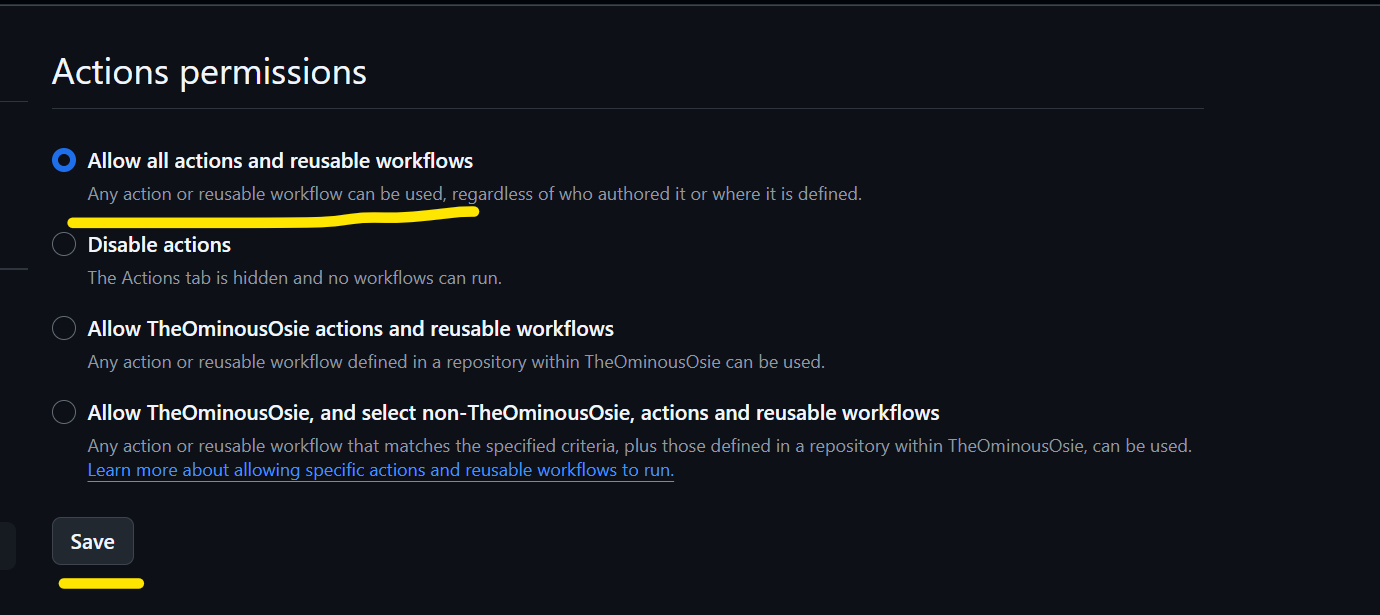 Actions permissions
Allow all actions and reusable workflows
Any action or reusable workflow can be used, regardless of who authored it or where it is defined.
Disable actions
The Actions tab is hidden and no workflows can run.
Allow TheOminousOsie actions and reusable workflows
Any action or reusable workflow defined in a repository within TheOminousOsie can be used.
Allow TheOminousOsie, and select non-TheOminousOsie, actions and reusable workflows
Any action or reusable workflow that matches the specified criteria, plus those defined in a repository within TheOminousOsie, can be used.
Learn more about allowing specific actions and reusable workflows to run.
Save